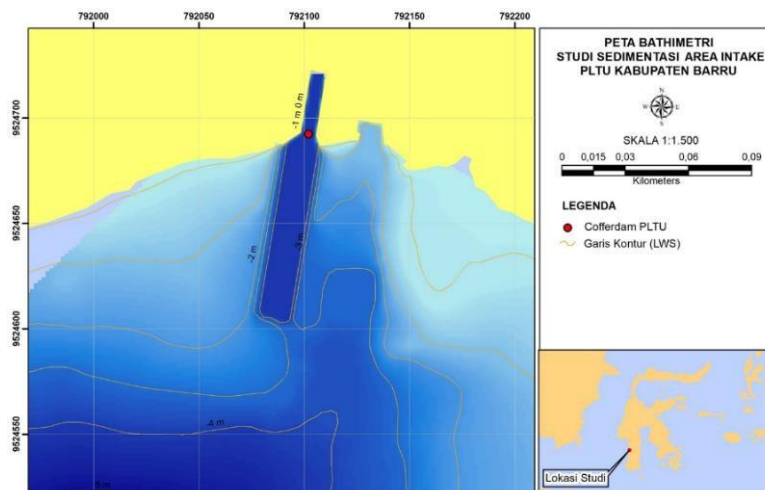 792000 792050 792100 792150 792200
9524700
9524650
9524600
9524550
-1 m 0 m
-2 m
-3 m
-4 m
PETA BATHIMETRI
STUDI SEDIMENTASI AREA INTAKE
PLTU KABUPATEN BARRU
N
W E
S
SKALA 1:1.500
0 0,015 0,03 0,06 0,09
Kilometers
LEGENDA
Cofferdam PLTU
Garis Kontur (LWS)
Lokasi Studi